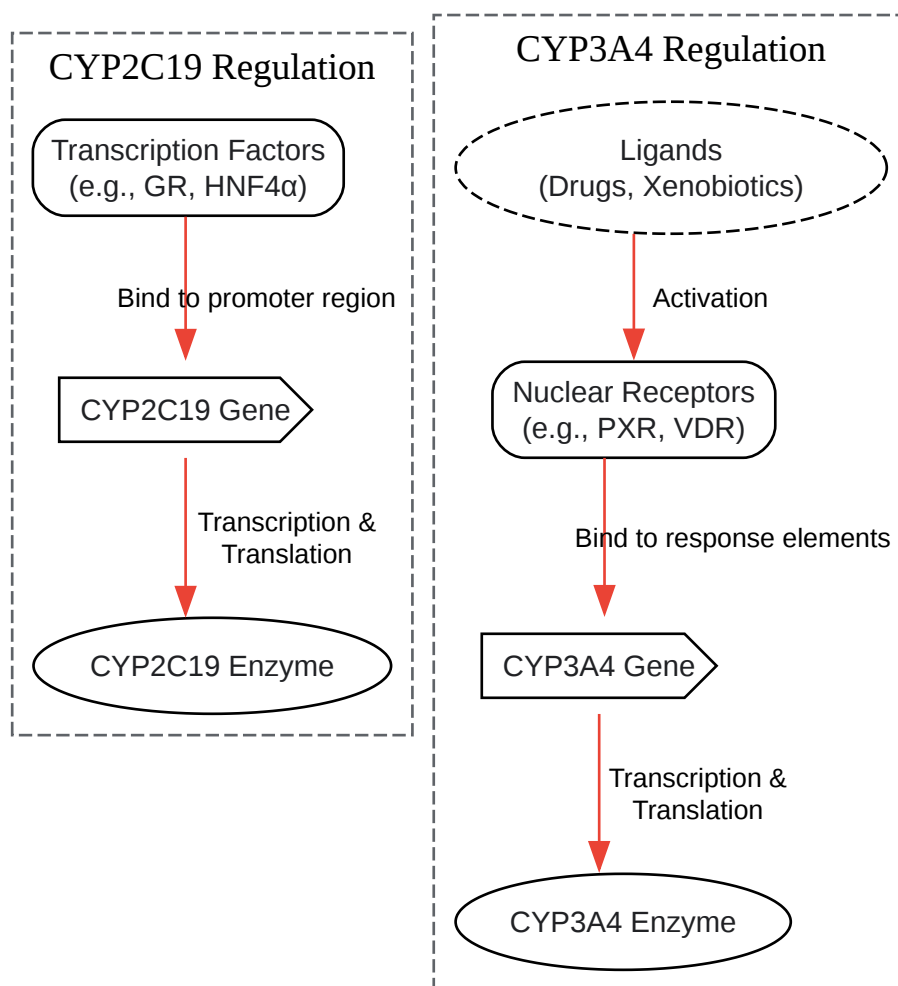 CYP2C19 Regulation
Transcription Factors
(e.g., GR, HNF4α)
Bind to promoter region
CYP2C19 Gene
Transcription &
Translation
CYP2C19 Enzyme
CYP3A4 Regulation
Ligands
(Drugs, Xenobiotics)
Activation
Nuclear Receptors
(e.g., PXR, VDR)
Bind to response elements
CYP3A4 Gene
Transcription &
Translation
CYP3A4 Enzyme